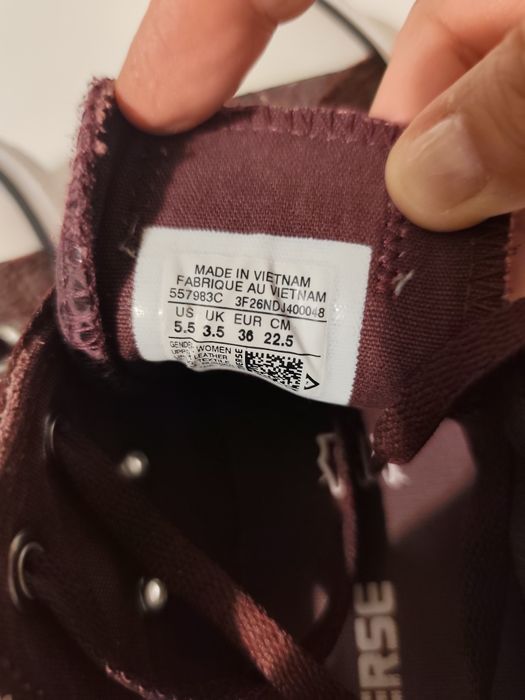 MADE IN VIETNAM
FABRIQUE AU VIETNAM
557983C 3F26NDJ400048
US UK EUR CM
5.5 3.5 36 22.5
WOMEN
LEATHER
ERSE